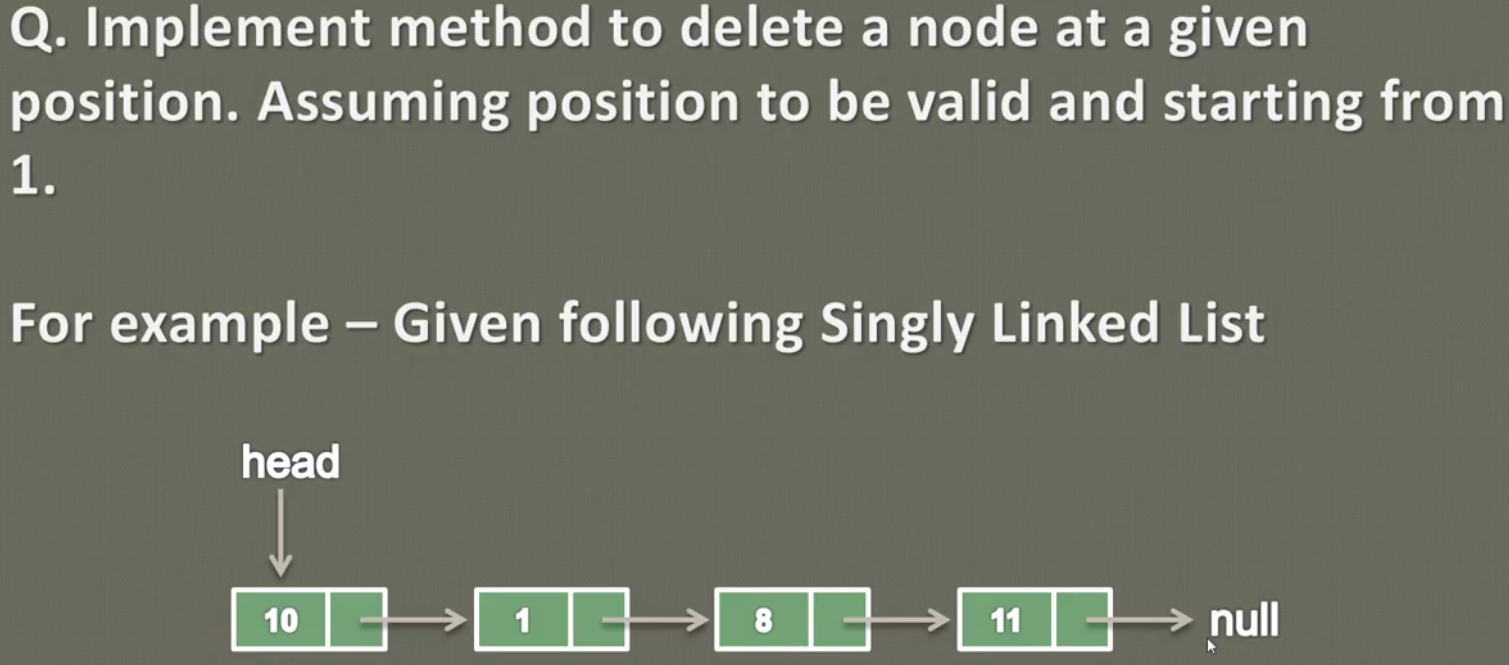 Q. Implement method to delete a node at a given
position. Assuming position to be valid and starting from
1.
For example – Given following Singly Linked List
head
10 1 8 11 null